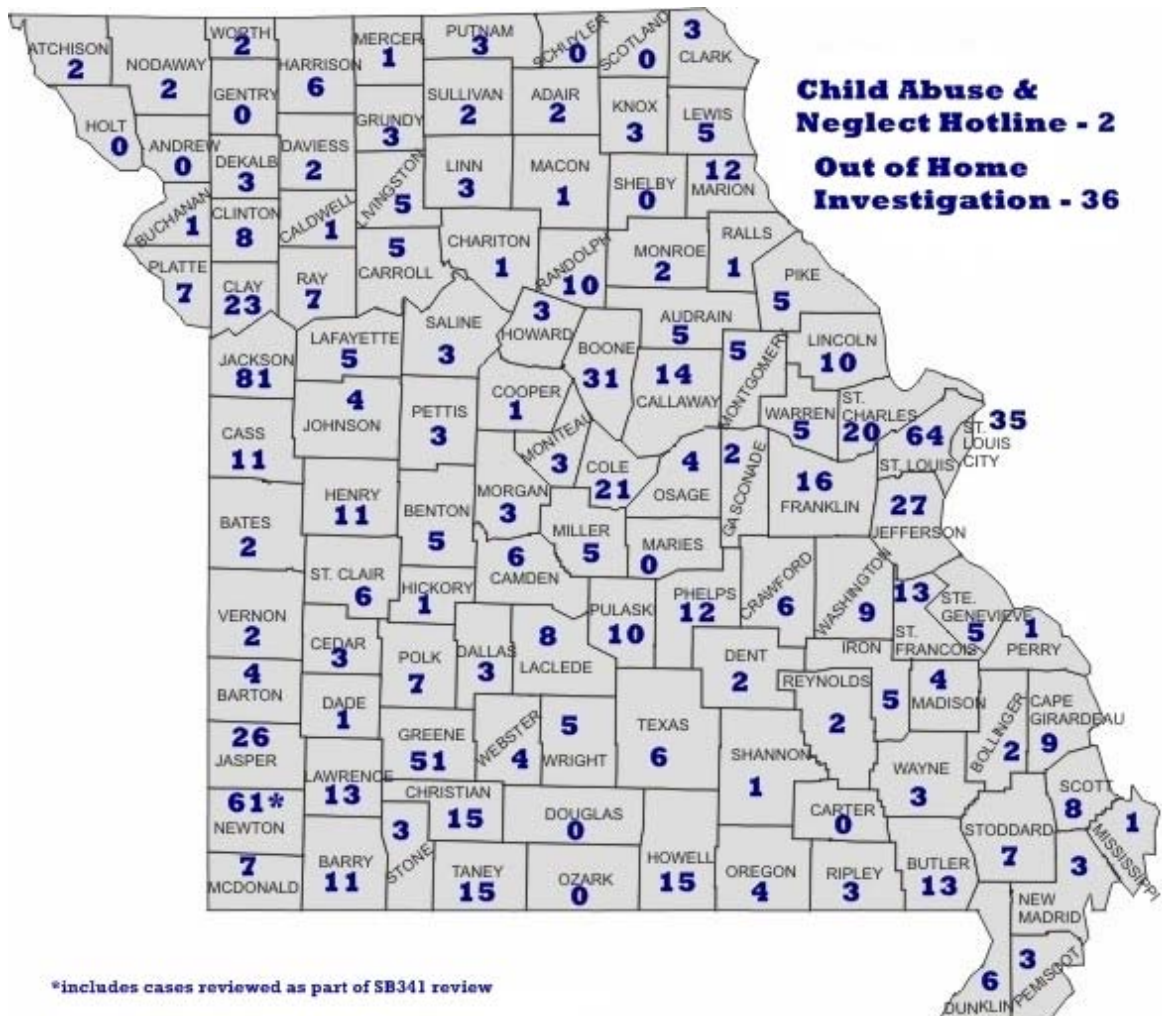 ATCHISON
2
NODAWAY
2
WORTH
2
HARRISON
6
MERCER
1
PUTNAM
3
SCHUYLER
0
SCOTLAND
0
3
CLARK
Child Abuse &
Neglect Hotline - 2
Out of Home
Investigation - 36
HOLT
0
ANDREW
0
GENTRY
0
DEKALB
3
DAVIESS
2
GRUNDY
3
SULLIVAN
2
ADAIR
2
KNOX
3
LEWIS
5
LIVINGSTON
5
LINN
3
MACON
1
SHELBY
0
12
MARION
BUCHANAN
1
CLINTON
8
CALDWELL
1
5
CARROLL
CHARITON
1
RANDOLPH
10
MONROE
2
RALLS
1
PIKE
5
PLATTE
7
CLAY
23
RAY
7
SALINE
3
3
HOWARD
BOONE
31
AUDRAIN
5
5
MONTGOMERY
LINCOLN
10
JACKSON
81
LAFAYETTE
5
4
JOHNSON
PETTIS
3
COOPER
1
MONITEAU
3
14
CALLAWAY
WARREN
5
ST.
CHARLES
20
64
ST. LOUIS
35
ST.
LOUIS
CITY
CASS
11
HENRY
11
BENTON
5
MORGAN
3
COLE
21
4
OSAGE
2
GASCONADE
16
FRANKLIN
27
JEFFERSON
BATES
2
ST. CLAIR
6
HICKORY
1
6
CAMDEN
MILLER
5
MARIES
0
PULASK
10
PHELPS
12
CRAWFORD
6
WASHINGTON
9
13
ST.
FRANCOIS
STE.
GENEVIEVE
5
1
PERRY
VERNON
2
CEDAR
3
POLK
7
DALLAS
3
8
LACLEDE
DENT
2
IRON
5
REYNOLDS
2
4
MADISON
BOLLINGER
2
CAPE
GIRARDEAU
9
4
BARTON
DADE
1
GREENE
51
WEBSTER
4
5
WRIGHT
TEXAS
6
SHANNON
1
WAYNE
3
SCOTT
8
26
JASPER
LAWRENCE
13
CHRISTIAN
15
DOUGLAS
0
CARTER
0
STODDARD
7
1
MISSISSIPPI
61*
NEWTON
3
STONE
7
MCDONALD
BARRY
11
TANEY
15
OZARK
0
HOWELL
15
OREGON
4
RIPLEY
3
BUTLER
13
3
NEW
MADRID
6
DUNKLIN
3
PEMISCOT
*includes cases reviewed as part of SB341 review